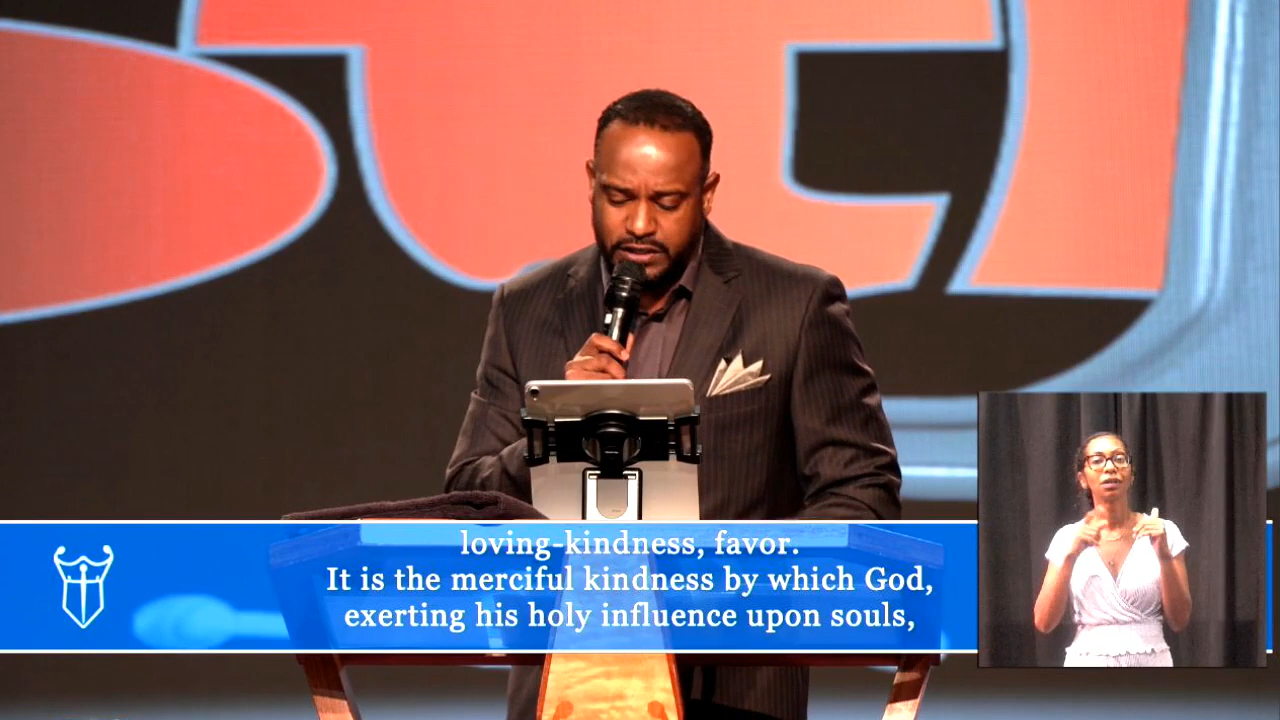 loving-kindness, favor.
It is the merciful kindness by which God,
exerting his holy influence upon souls,